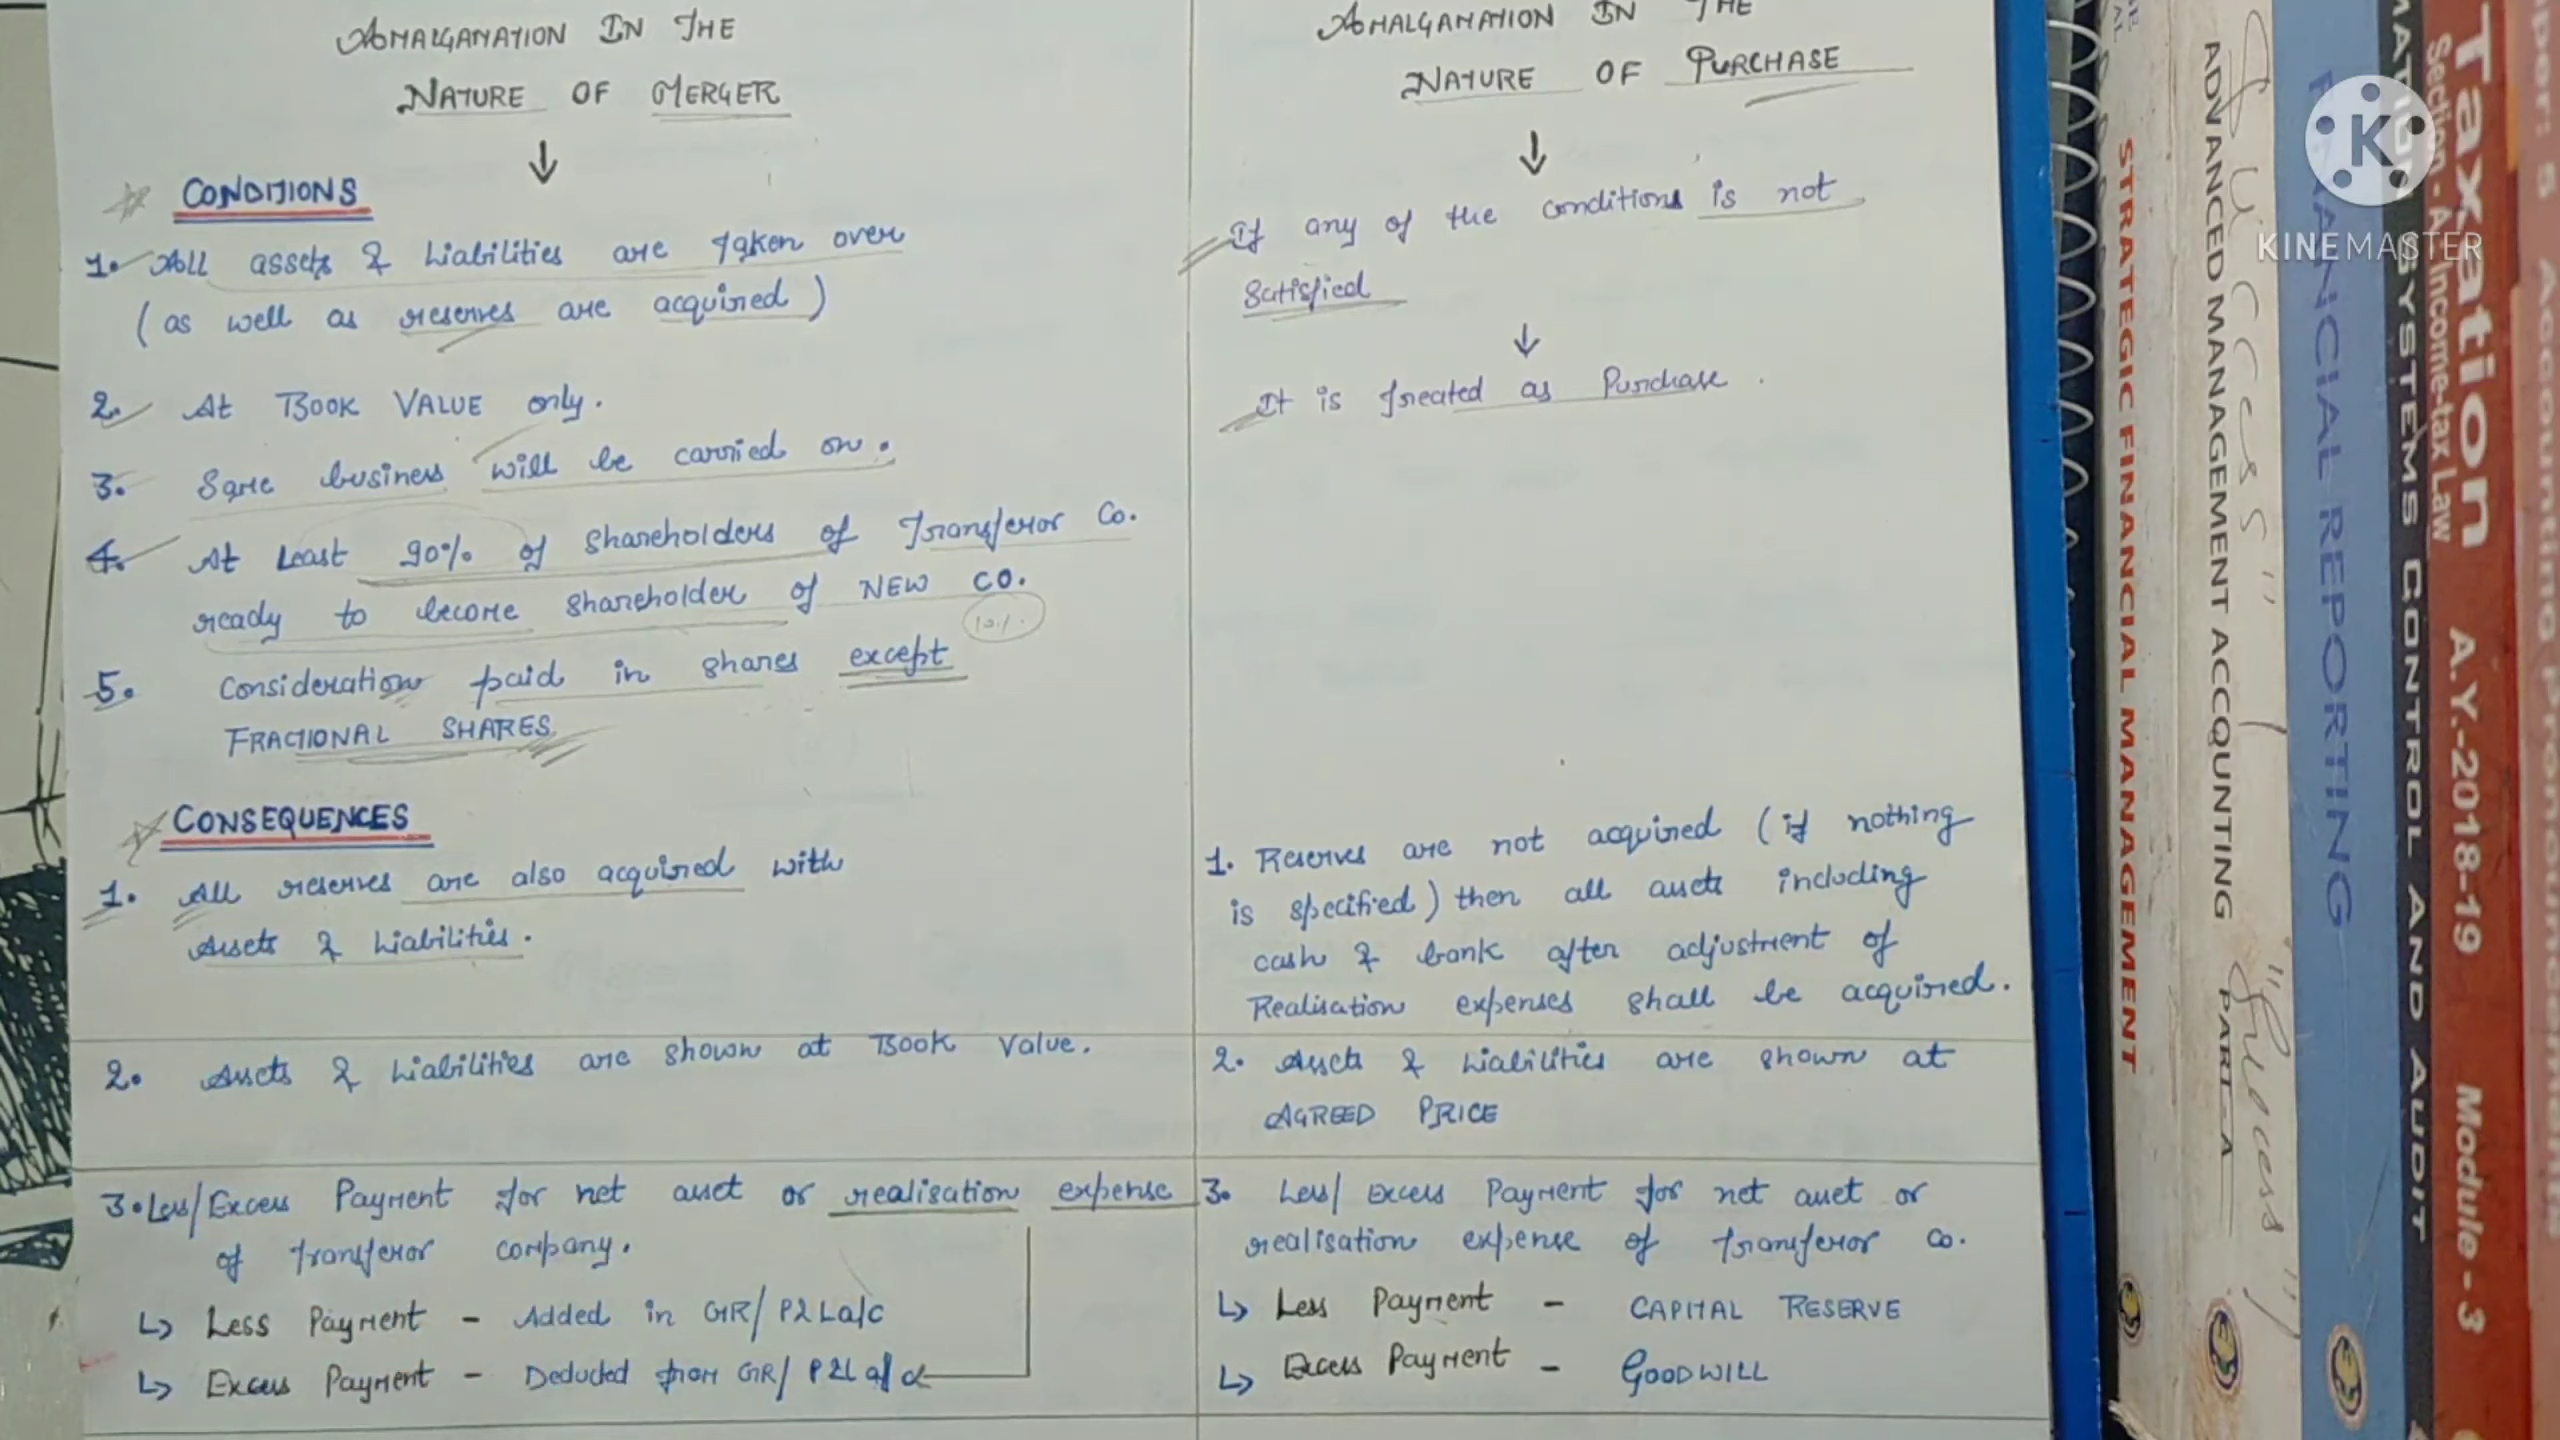 AMALGAMATION IN THE
NATURE OF MERGER
CONDITIONS
1. All assets & Liabilities are taken over
(as well as reserves are acquired)
2. At BOOK VALUE only.
3. Same business will be carried on.
4. At Least 90% of shareholders of Transferor Co.
ready to become shareholder of NEW CO.
10%
5. Consideration paid in shares except
FRACTIONAL SHARES
CONSEQUENCES
1. All reserves are also acquired with
Assets & Liabilities.
2. Assets & Liabilities are shown at Book Value.
3. Less/Excess Payment for net asset or realisation expense
of transferor company.
↳ Less Payment - Added in GR/ P&L a/c
↳ Excess Payment - Deducted from GR/ P&L a/c
AMALGAMATION IN THE
NATURE OF PURCHASE
If any of the conditions is not
Satisfied
It is treated as Purchase.
1. Reserves are not acquired (if nothing
is specified) then all assets including
cash & bank after adjustment of
Realisation expenses shall be acquired.
2. Assets & Liabilities are shown at
AGREED PRICE
3. Less/ Excess Payment for net asset or
realisation expense of transferor co.
↳ Less Payment - CAPITAL RESERVE
↳ Excess Payment - GOODWILL
STRATEGIC FINANCIAL MANAGEMENT
ADVANCED MANAGEMENT ACCOUNTING PART-A
"Success"
FINANCIAL REPORTING
SYSTEMS CONTROL AND AUDIT
Taxation
Section - A Income-tax Law
A.Y.-2018-19 Module - 3
Accounting Pronouncements
K
KINEMASTER